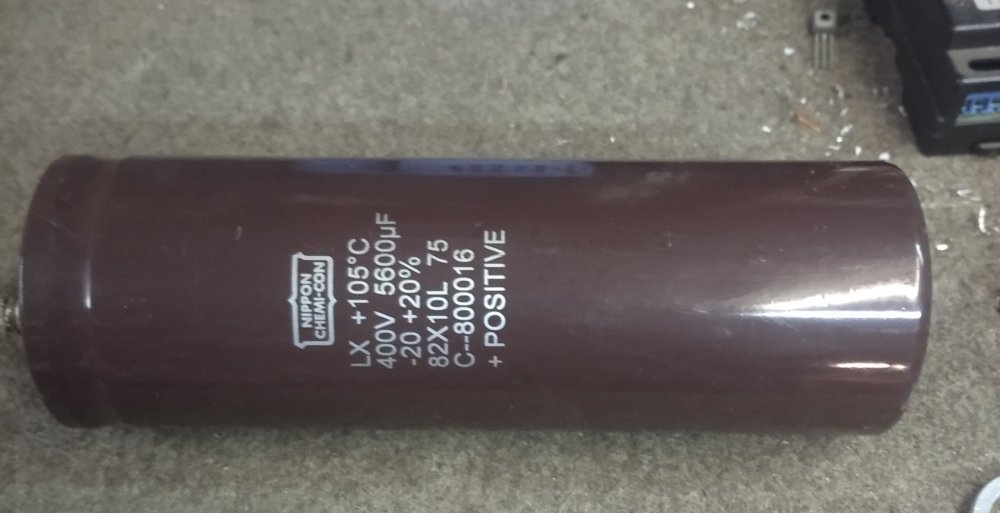 NIPPON
CHEMI-CON
LX +105°C
400V 5600µF
-20 +20%
82X10L 75
C--800016
+ POSITIVE